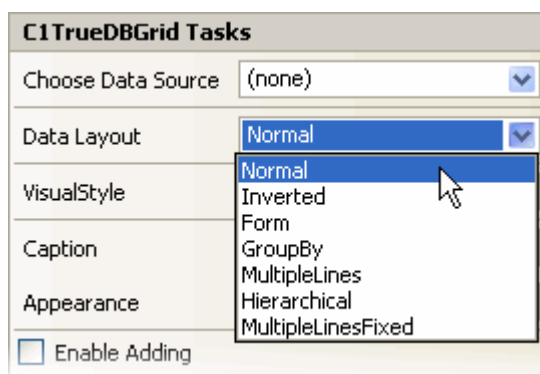 C1TrueDBGrid Tasks
Choose Data Source (none)
Data Layout Normal
Normal
Inverted
VisualStyle
Form
GroupBy
Caption
MultipleLines
Hierarchical
Appearance
MultipleLinesFixed
Enable Adding